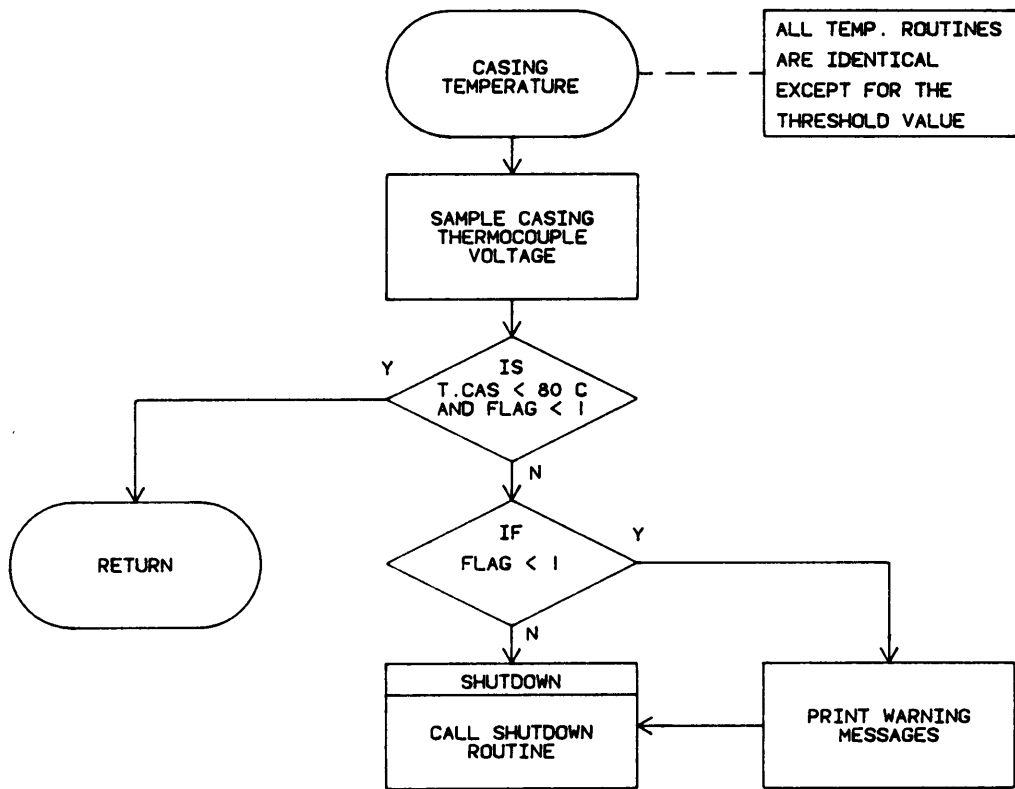 CASING
TEMPERATURE
ALL TEMP. ROUTINES
ARE IDENTICAL
EXCEPT FOR THE
THRESHOLD VALUE
SAMPLE CASING
THERMOCOUPLE
VOLTAGE
Y
IS
T.CAS < 80 C
AND FLAG < 1
N
RETURN
IF
FLAG < 1
Y
N
SHUTDOWN
CALL SHUTDOWN
ROUTINE
PRINT WARNING
MESSAGES